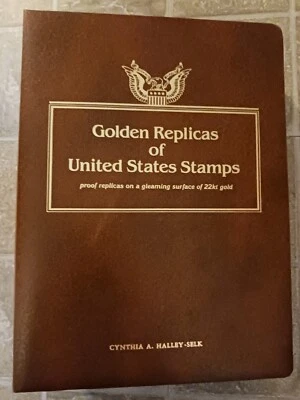 Golden Replicas
of
United States Stamps
proof replicas on a gleaming surface of 22kt gold
CYNTHIA A. HALLEY-SELK